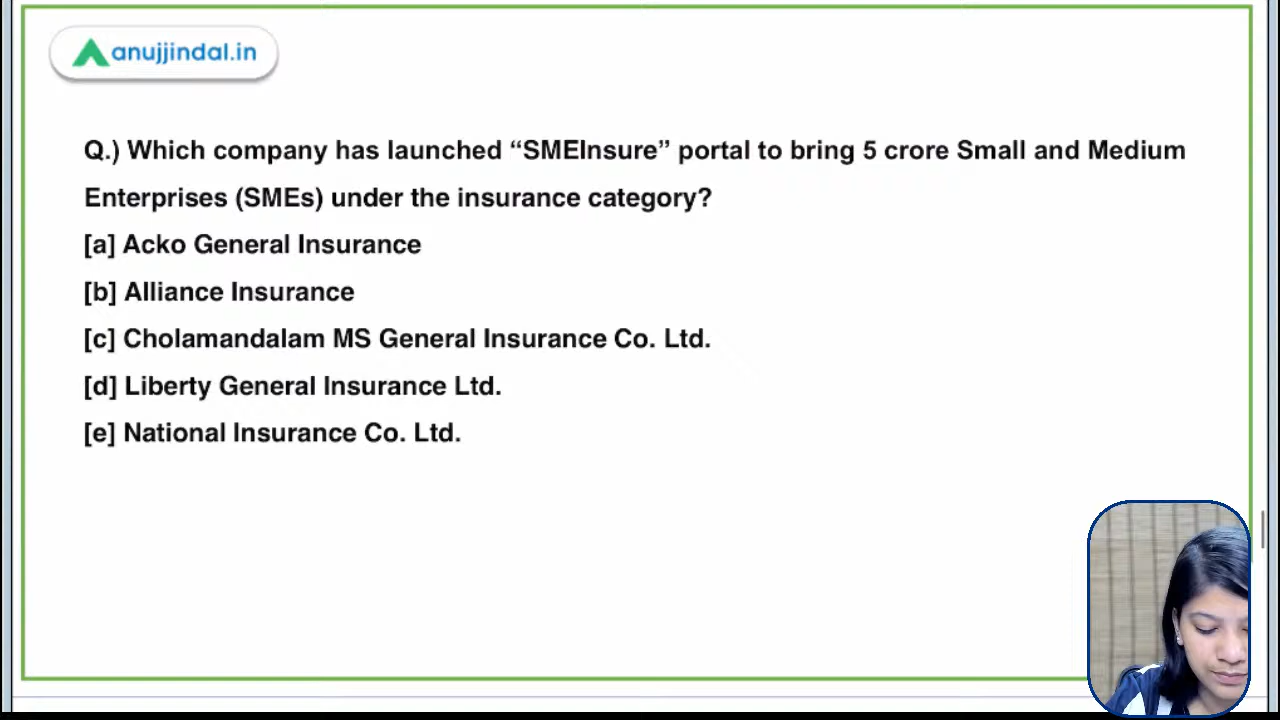 anujjindal.in
Q.) Which company has launched “SMEInsure” portal to bring 5 crore Small and Medium
Enterprises (SMEs) under the insurance category?
[a] Acko General Insurance
[b] Alliance Insurance
[c] Cholamandalam MS General Insurance Co. Ltd.
[d] Liberty General Insurance Ltd.
[e] National Insurance Co. Ltd.